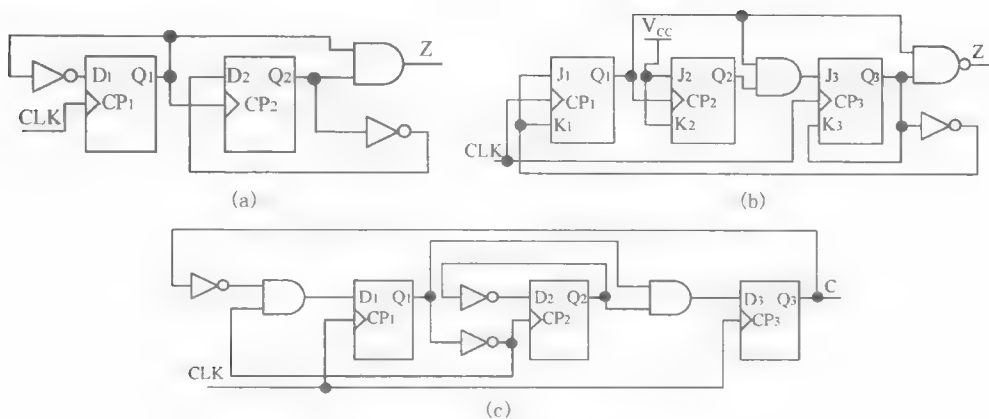 D1 Q1
CP1
CLK
D2 Q2
CP2
Z
(a)
VCC
J1 Q1
CP1
K1
CLK
J2 Q2
CP2
K2
J3 Q3
CP3
K3
Z
(b)
D1 Q1
CP1
D2 Q2
CP2
D3 Q3
CP3
C
CLK
(c)